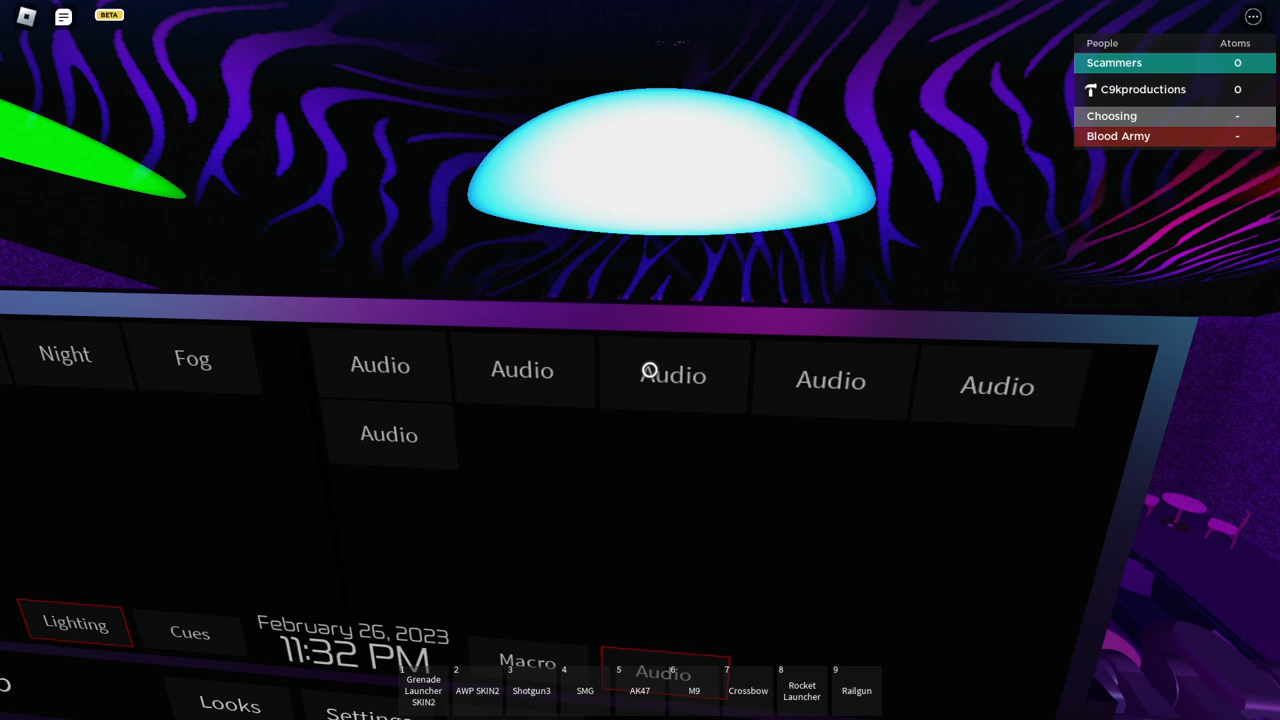 BETA
People Atoms
Scammers 0
C9kproductions 0
Choosing -
Blood Army -
Night Fog Audio Audio Audio Audio Audio
Audio
Lighting Cues February 26, 2023 Macro Audio
11:32 PM
Looks
1 2 3 4 5 6 7 8 9
Grenade Launcher SKIN2 AWP SKIN2 Shotgun3 SMG AK47 M9 Crossbow Rocket Launcher Railgun